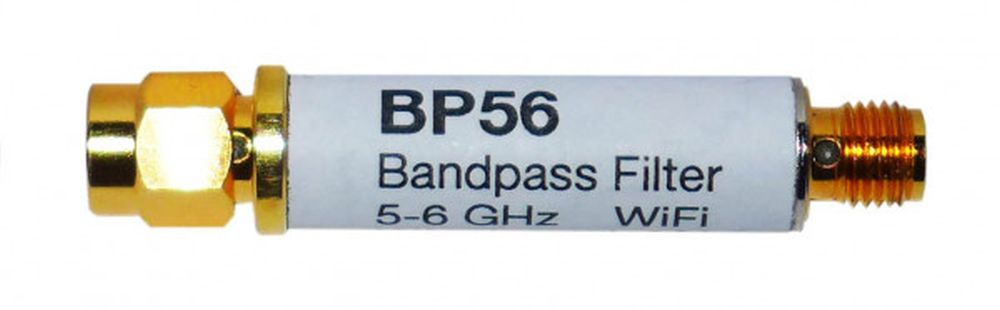 BP56
Bandpass Filter
5-6 GHz WiFi